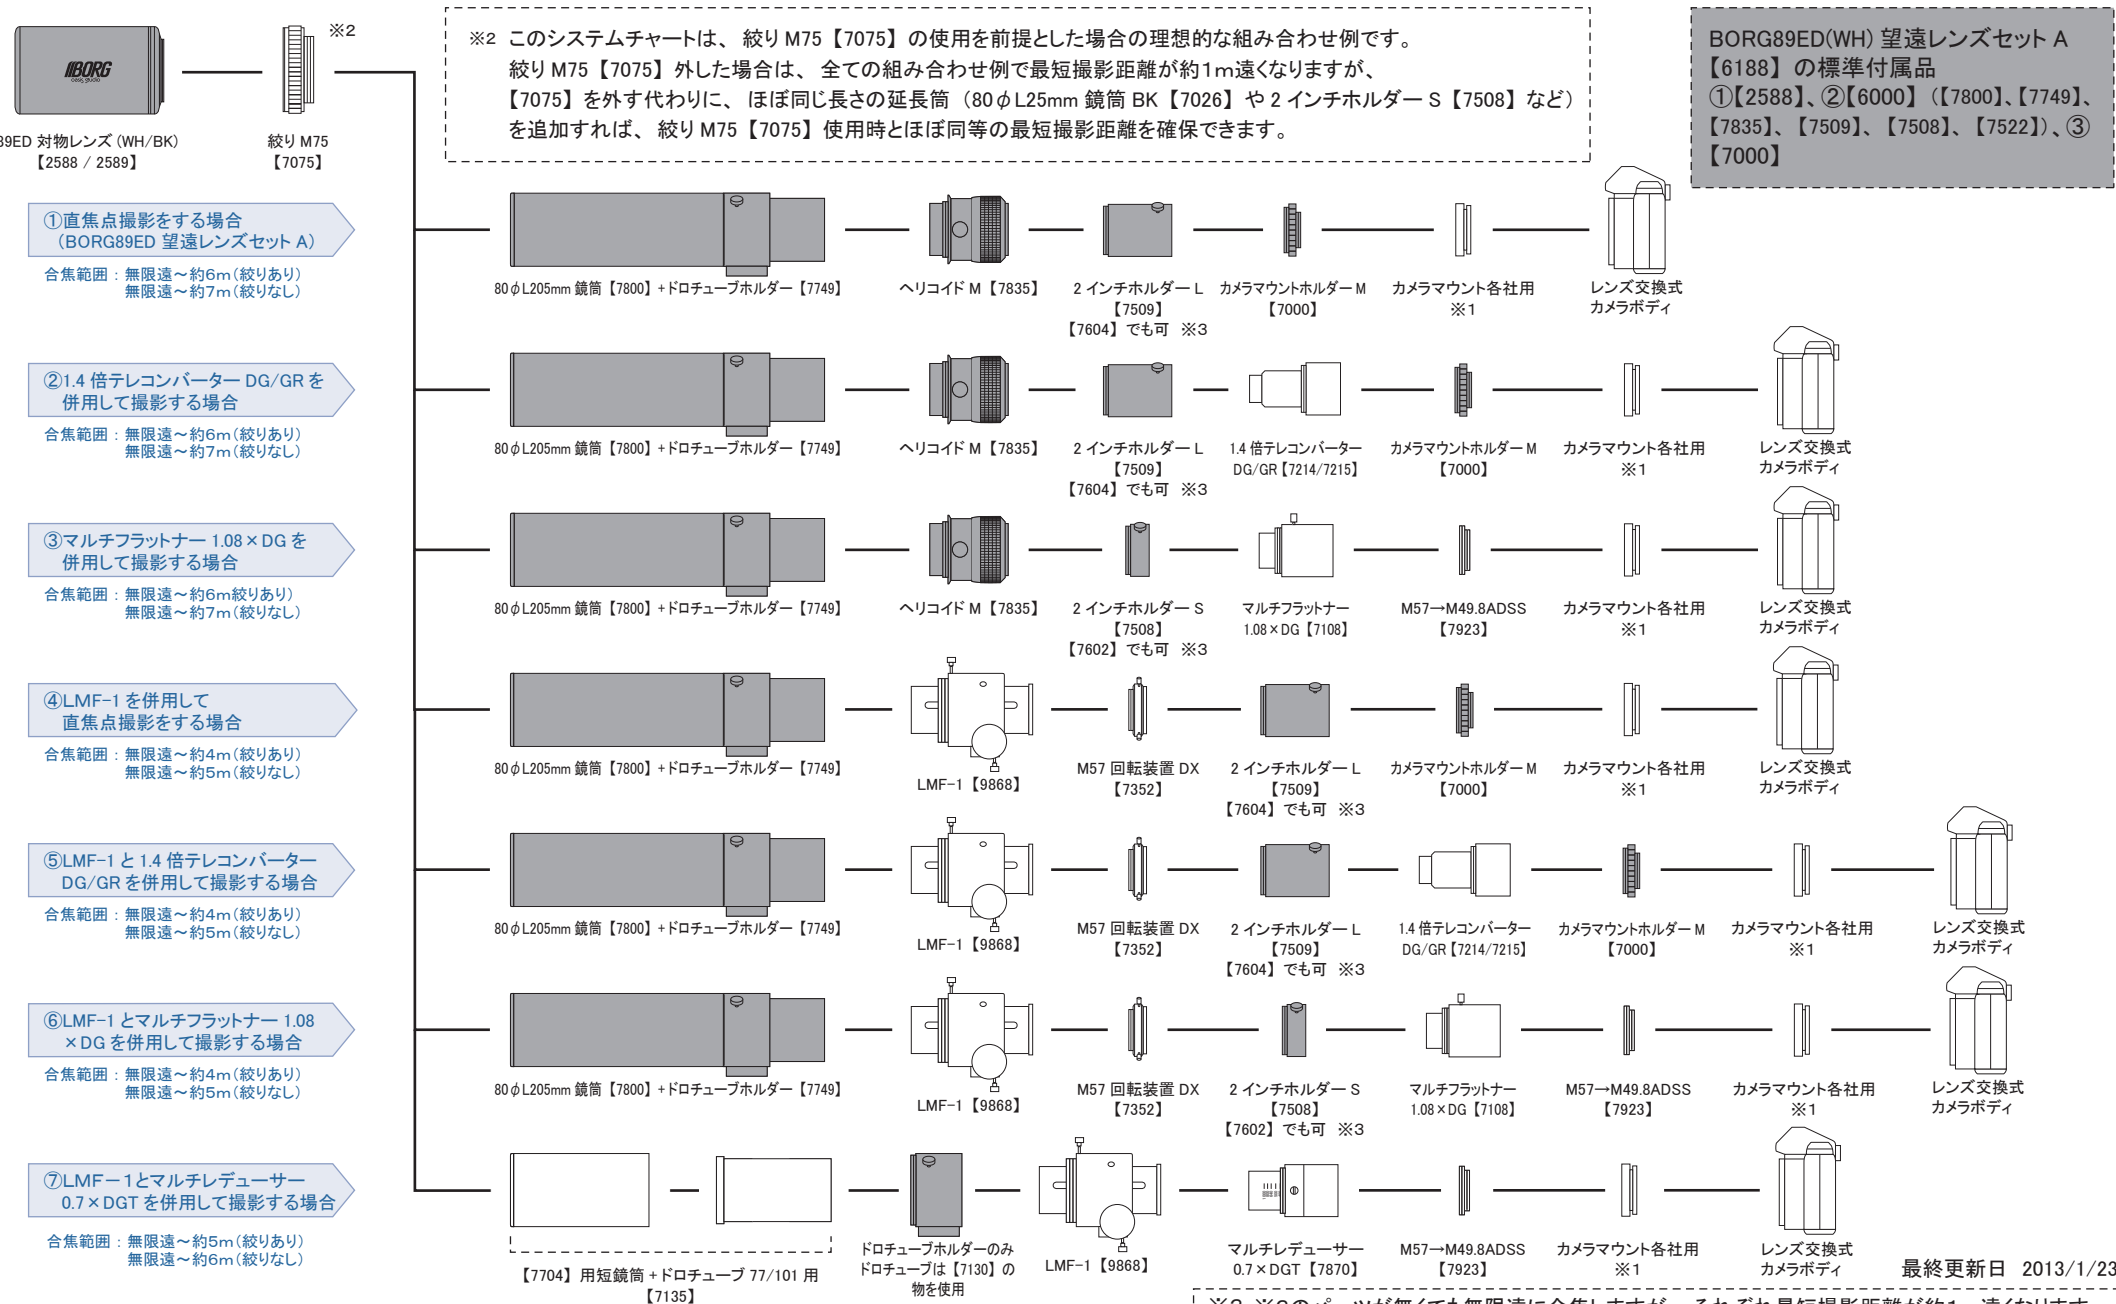 BORG
oasis studio
89ED 対物レンズ (WH/BK)
【2588 / 2589】
※2
絞り M75
【7075】
※2 このシステムチャートは、絞り M75【7075】の使用を前提とした場合の理想的な組み合わせ例です。
絞り M75【7075】外した場合は、全ての組み合わせ例で最短撮影距離が約1m遠くなりますが、
【7075】を外す代わりに、ほぼ同じ長さの延長筒（80φL25mm 鏡筒 BK【7026】や 2 インチホルダー S【7508】など）
を追加すれば、絞り M75【7075】使用時とほぼ同等の最短撮影距離を確保できます。
BORG89ED(WH) 望遠レンズセット A
【6188】の標準付属品
①【2588】、②【6000】（【7800】、【7749】、
【7835】、【7509】、【7508】、【7522】）、③
【7000】
①直焦点撮影をする場合
（BORG89ED 望遠レンズセット A）
合焦範囲：無限遠～約6m（絞りあり）
無限遠～約7m（絞りなし）
80φL205mm 鏡筒【7800】+ドロチューブホルダー【7749】
ヘリコイド M【7835】
2 インチホルダー L
【7509】
【7604】でも可 ※3
カメラマウントホルダー M
【7000】
カメラマウント各社用
※1
レンズ交換式
カメラボディ
②1.4 倍テレコンバーター DG/GR を
併用して撮影する場合
合焦範囲：無限遠～約6m（絞りあり）
無限遠～約7m（絞りなし）
80φL205mm 鏡筒【7800】+ドロチューブホルダー【7749】
ヘリコイド M【7835】
2 インチホルダー L
【7509】
【7604】でも可 ※3
1.4 倍テレコンバーター
DG/GR【7214/7215】
カメラマウントホルダー M
【7000】
カメラマウント各社用
※1
レンズ交換式
カメラボディ
③マルチフラットナー 1.08×DG を
併用して撮影する場合
合焦範囲：無限遠～約6m絞りあり）
無限遠～約7m（絞りなし）
80φL205mm 鏡筒【7800】+ドロチューブホルダー【7749】
ヘリコイド M【7835】
2 インチホルダー S
【7508】
【7602】でも可 ※3
マルチフラットナー
1.08×DG【7108】
M57→M49.8ADSS
【7923】
カメラマウント各社用
※1
レンズ交換式
カメラボディ
④LMF-1 を併用して
直焦点撮影をする場合
合焦範囲：無限遠～約4m（絞りあり）
無限遠～約5m（絞りなし）
80φL205mm 鏡筒【7800】+ドロチューブホルダー【7749】
LMF-1【9868】
M57 回転装置 DX
【7352】
2 インチホルダー L
【7509】
【7604】でも可 ※3
カメラマウントホルダー M
【7000】
カメラマウント各社用
※1
レンズ交換式
カメラボディ
⑤LMF-1 と 1.4 倍テレコンバーター
DG/GR を併用して撮影する場合
合焦範囲：無限遠～約4m（絞りあり）
無限遠～約5m（絞りなし）
80φL205mm 鏡筒【7800】+ドロチューブホルダー【7749】
LMF-1【9868】
M57 回転装置 DX
【7352】
2 インチホルダー L
【7509】
【7604】でも可 ※3
1.4 倍テレコンバーター
DG/GR【7214/7215】
カメラマウントホルダー M
【7000】
カメラマウント各社用
※1
レンズ交換式
カメラボディ
⑥LMF-1 とマルチフラットナー 1.08
×DG を併用して撮影する場合
合焦範囲：無限遠～約4m（絞りあり）
無限遠～約5m（絞りなし）
80φL205mm 鏡筒【7800】+ドロチューブホルダー【7749】
LMF-1【9868】
M57 回転装置 DX
【7352】
2 インチホルダー S
【7508】
【7602】でも可 ※3
マルチフラットナー
1.08×DG【7108】
M57→M49.8ADSS
【7923】
カメラマウント各社用
※1
レンズ交換式
カメラボディ
⑦LMF－1とマルチレデューサー
0.7×DGT を併用して撮影する場合
合焦範囲：無限遠～約5m（絞りあり）
無限遠～約6m（絞りなし）
【7704】用短鏡筒+ドロチューブ 77/101 用
【7135】
ドロチューブホルダーのみ
ドロチューブは【7130】の
物を使用
LMF-1【9868】
マルチレデューサー
0.7×DGT【7870】
M57→M49.8ADSS
【7923】
カメラマウント各社用
※1
レンズ交換式
カメラボディ
最終更新日 2013/1/23